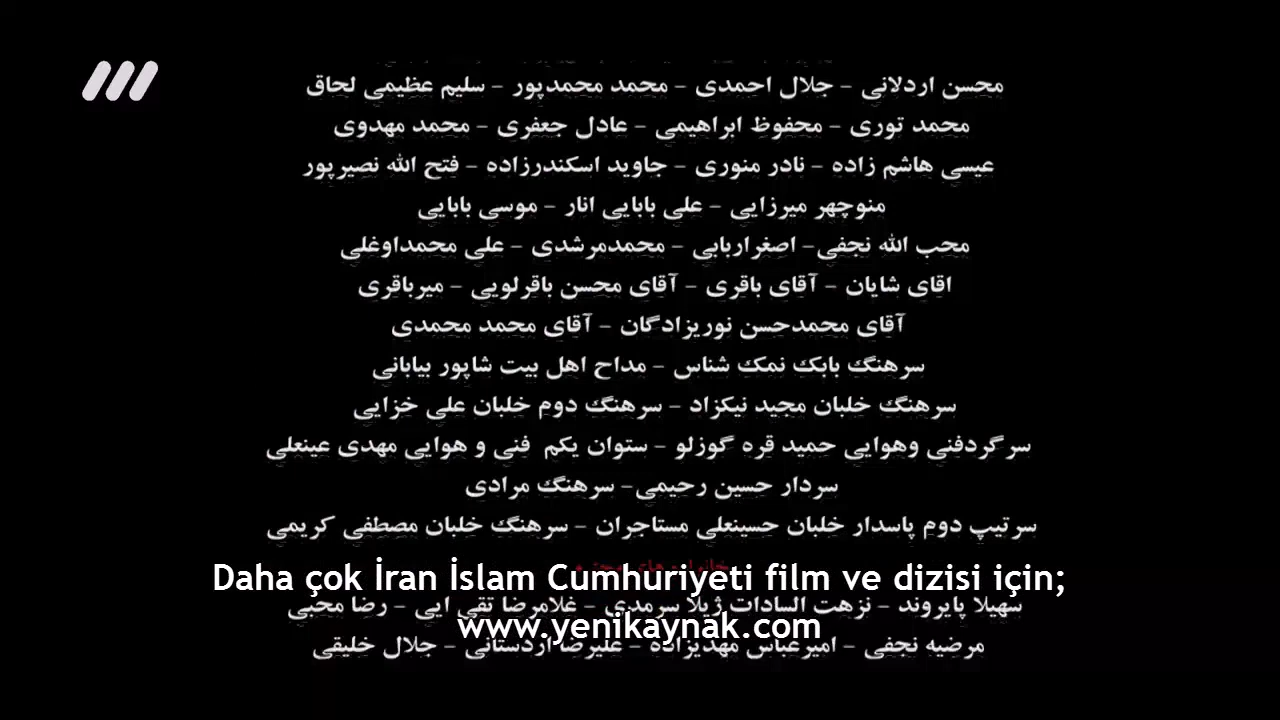 محسن اردلانی – جلال احمدی – محمد محمدپور – سلیم عظیمی لحاق
محمد توری – محفوظ ابراهیمی – عادل جعفری – محمد مهدوی
عیسی هاشم زاده – نادر منوری – جاوید اسکندرزاده – فتح الله نصیرپور
منوچهر میرزایی – علی بابایی انار – موسی بابایی
محب الله نجفی– اصغراربابی – محمدمرشدی – علی محمداوغلی
اقای شایان – آقای باقری – آقای محسن باقرلویی – میرباقری
آقای محمدحسن نوریزادگان – آقای محمد محمدی
سرهنگ بابک نمک شناس – مداح اهل بیت شاپور بیابانی
سرهنگ خلبان مجید نیکزاد – سرهنگ دوم خلبان علی خزایی
سرگردفنی وهوایی حمید قره گوزلو – ستوان یکم فنی و هوایی مهدی عینعلی
سردار حسین رحیمی– سرهنگ مرادی
سرتیپ دوم پاسدار خلبان حسینعلی مستاجران – سرهنگ خلبان مصطفی کریمی
Daha çok İran İslam Cumhuriyeti film ve dizisi için;
سهیلا پایروند – نزهت السادات ژیلا سرمدی – غلامرضا تقی ایی – رضا محبی
www.yenikaynak.com
مرضیه نجفی – امیرعباس مهدیزاده – علیرضا اردستانی – جلال خلیقی